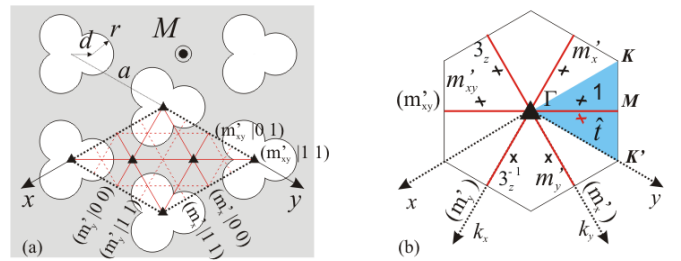 d
r
M
a
(m'xy|0 1)
(m'xy|1 1)
x
(m'y|0 0)
(m'y|1 1)
(m'x|1 1)
(m'x|0 0)
y
(a)
3z
m'x
K
m'xy
Γ
1
(m'xy)
M
t̂
K'
x
(m'y)
3z-1
m'y
(m'x)
y
kx
ky
(b)